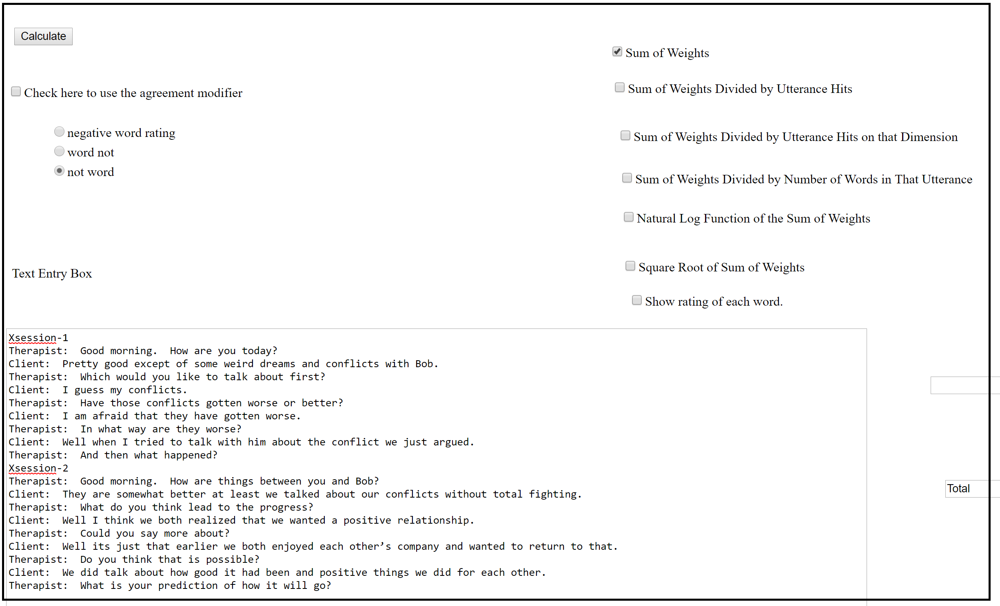 Calculate
Sum of Weights
Sum of Weights Divided by Utterance Hits
Check here to use the agreement modifier
negative word rating
Sum of Weights Divided by Utterance Hits on that Dimension
word not
not word
Sum of Weights Divided by Number of Words in That Utterance
Natural Log Function of the Sum of Weights
Square Root of Sum of Weights
Text Entry Box
Show rating of each word.
Xsession-1
Therapist:  Good morning.  How are you today?
Client:  Pretty good except of some weird dreams and conflicts with Bob.
Therapist:  Which would you like to talk about first?
Client:  I guess my conflicts.
Therapist:  Have those conflicts gotten worse or better?
Client:  I am afraid that they have gotten worse.
Therapist:  In what way are they worse?
Client:  Well when I tried to talk with him about the conflict we just argued.
Therapist:  And then what happened?
Xsession-2
Therapist:  Good morning.  How are things between you and Bob?
Client:  They are somewhat better at least we talked about our conflicts without total fighting.
Total
Therapist:  What do you think lead to the progress?
Client:  Well I think we both realized that we wanted a positive relationship.
Therapist:  Could you say more about?
Client:  Well its just that earlier we both enjoyed each other’s company and wanted to return to that.
Therapist:  Do you think that is possible?
Client:  We did talk about how good it had been and positive things we did for each other.
Therapist:  What is your prediction of how it will go?